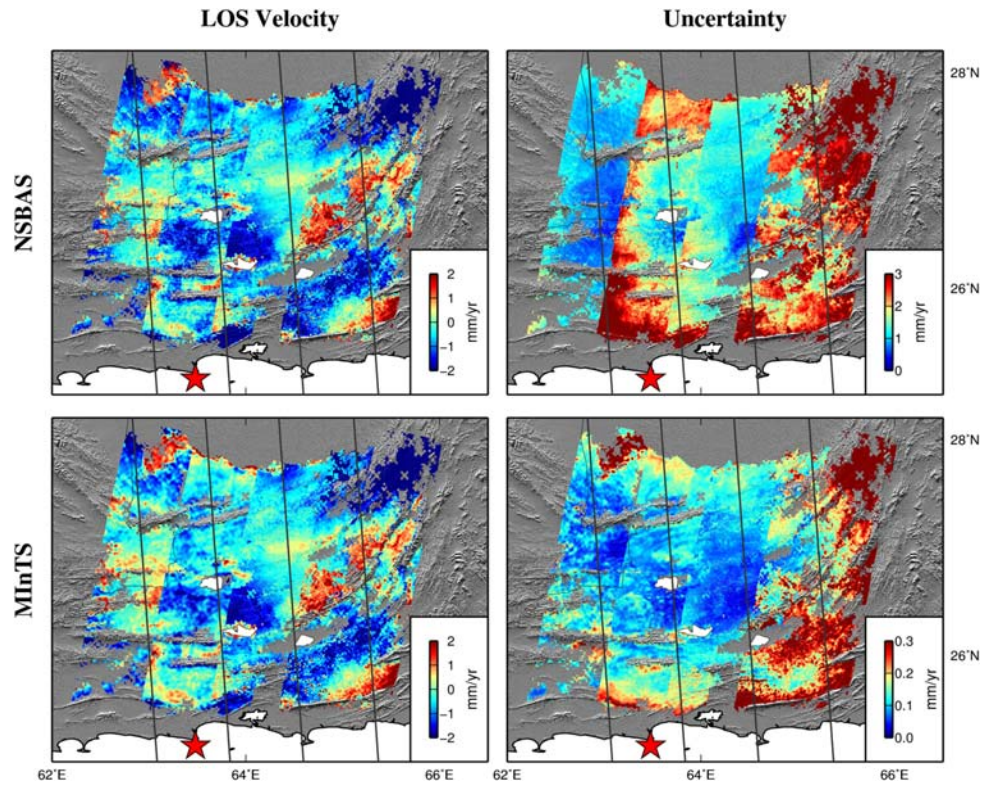 LOS Velocity Uncertainty
NSBAS
28°N
26°N
2
1
0
−1
−2
mm/yr
3
2
1
0
mm/yr
MInTS
28°N
26°N
2
1
0
−1
−2
mm/yr
0.3
0.2
0.1
0.0
mm/yr
62°E 64°E 66°E 62°E 64°E 66°E